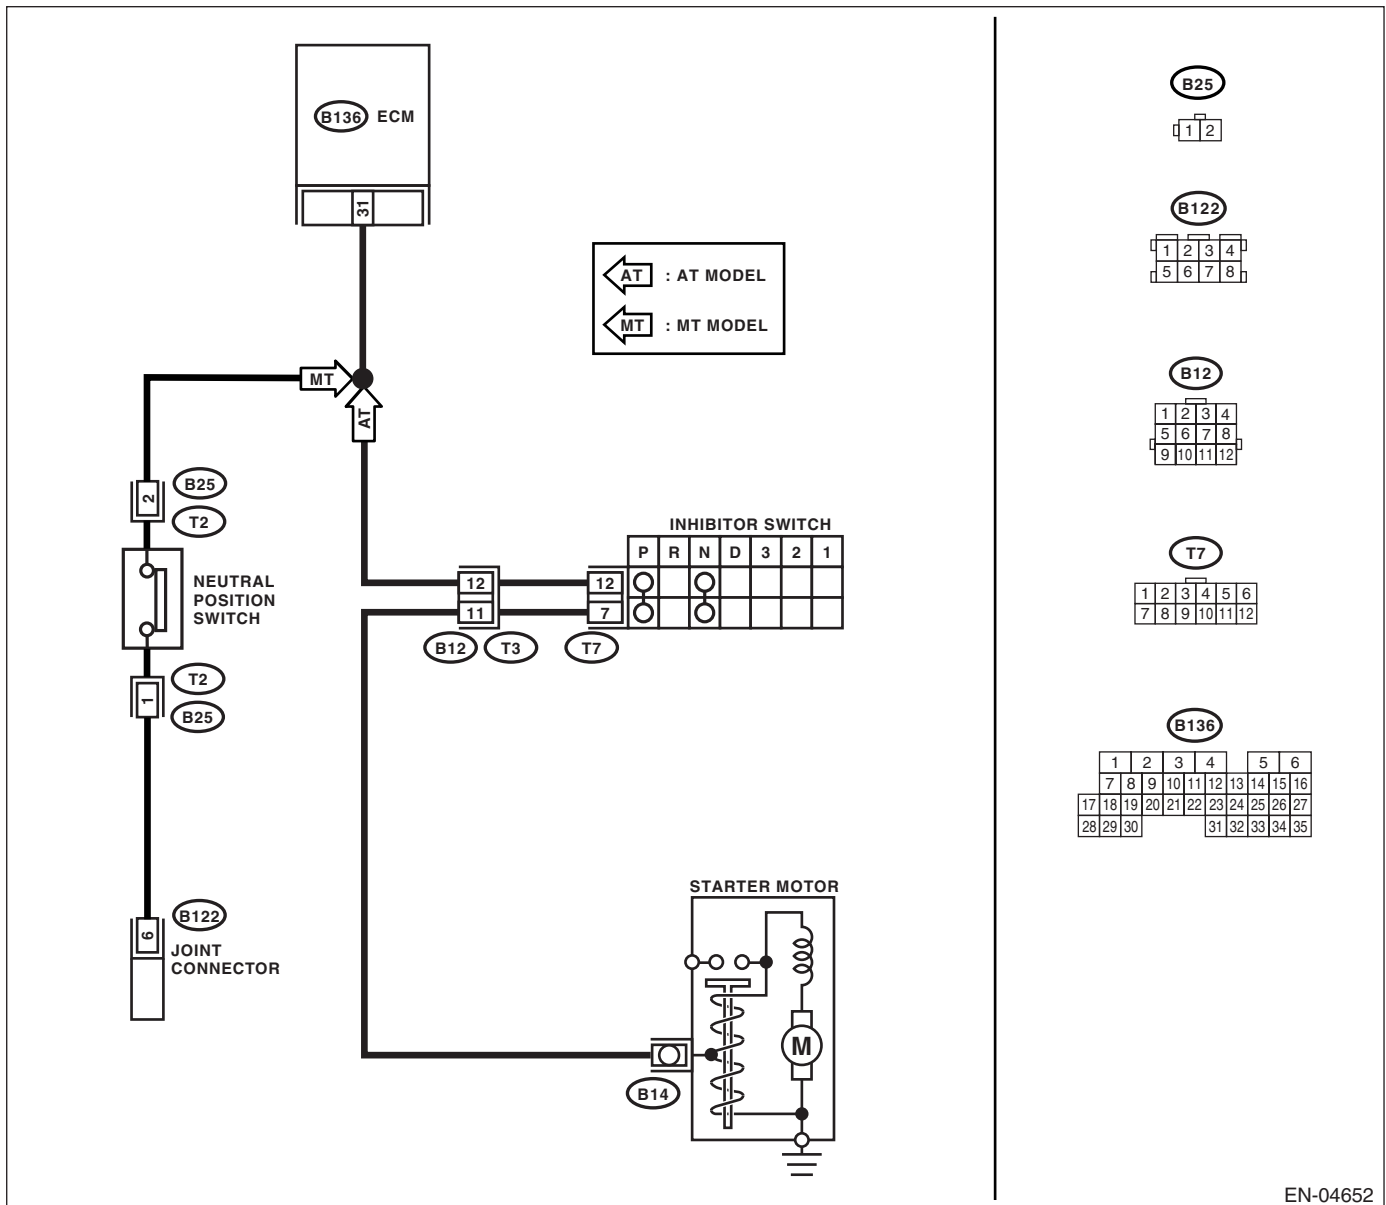 B136 ECM
31
AT : AT MODEL
MT : MT MODEL
MT
AT
2
B25
T2
NEUTRAL
POSITION
SWITCH
T2
1
B25
B122
6
JOINT
CONNECTOR
INHIBITOR SWITCH
P R N D 3 2 1
12 12
11 7
B12 T3 T7
STARTER MOTOR
M
B14
B25
1 2
B122
1 2 3 4
5 6 7 8
B12
1 2 3 4
5 6 7 8
9 10 11 12
T7
1 2 3 4 5 6
7 8 9 10 11 12
B136
1 2 3 4 5 6
7 8 9 10 11 12 13 14 15 16
17 18 19 20 21 22 23 24 25 26 27
28 29 30 31 32 33 34 35
EN-04652